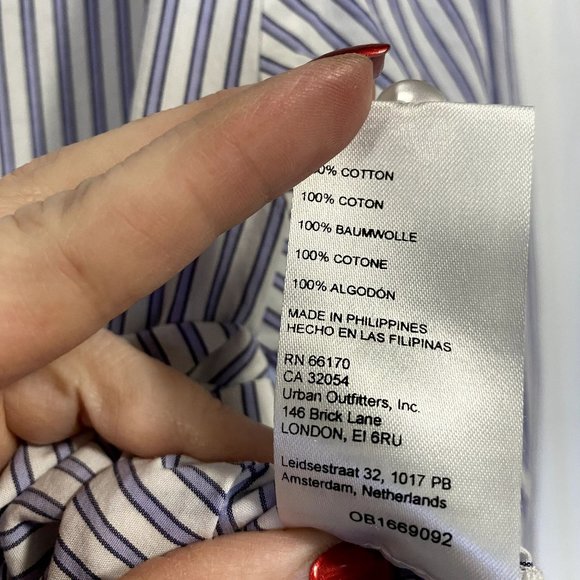 0% COTTON
100% COTON
100% BAUMWOLLE
100% COTONE
100% ALGODÓN
MADE IN PHILIPPINES
HECHO EN LAS FILIPINAS
RN 66170
CA 32054
Urban Outfitters, Inc.
146 Brick Lane
LONDON, EI 6RU
Leidsestraat 32, 1017 PB
Amsterdam, Netherlands
OB1669092